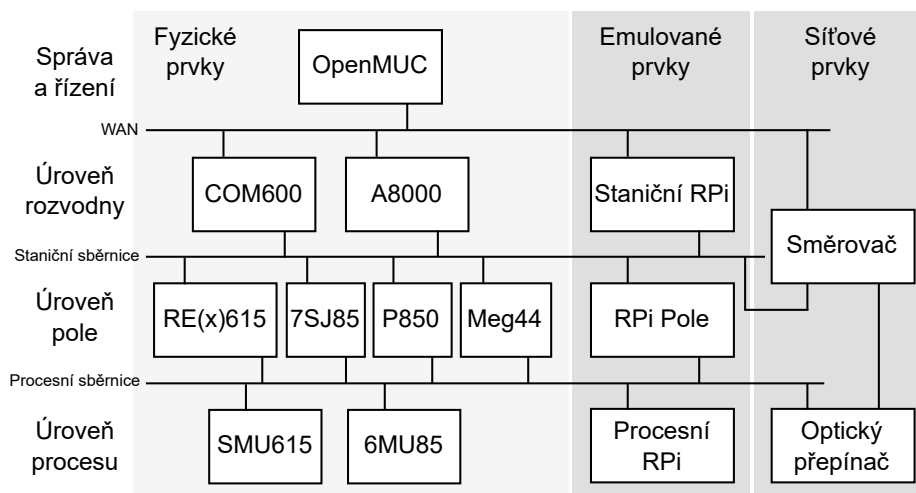 Správa
a řízení
Fyzické
prvky
OpenMUC
Emulované
prvky
Síťové
prvky
WAN
Úroveň
rozvodny
COM600
A8000
Staniční RPi
Směrovač
Staniční sběrnice
Úroveň
pole
RE(x)615
7SJ85
P850
Meg44
RPi Pole
Procesní sběrnice
Úroveň
procesu
SMU615
6MU85
Procesní
RPi
Optický
přepínač